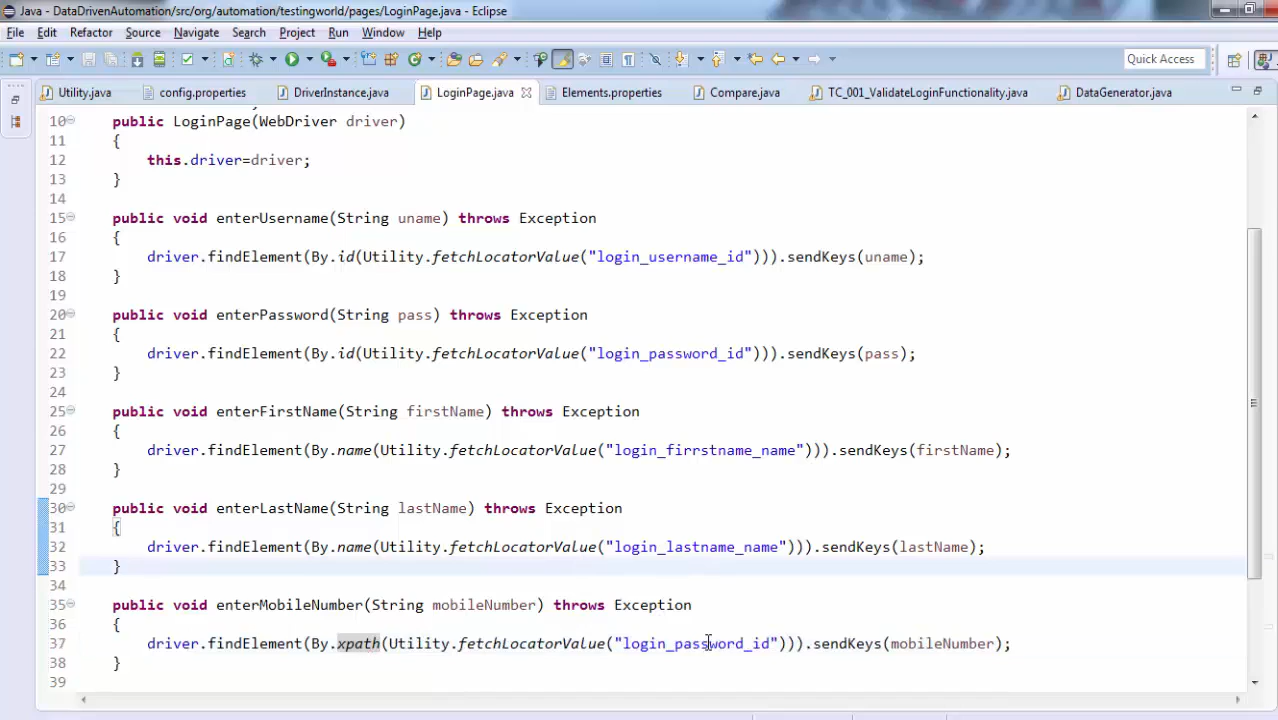 Java - DataDrivenAutomation/src/org/automation/testingworld/pages/LoginPage.java - Eclipse
File Edit Refactor Source Navigate Search Project Run Window Help
Quick Access
Utility.java config.properties DriverInstance.java LoginPage.java Elements.properties Compare.java TC_001_ValidateLoginFunctionality.java DataGenerator.java
10 public LoginPage(WebDriver driver)
11 {
12 this.driver=driver;
13 }
14
15 public void enterUsername(String uname) throws Exception
16 {
17 driver.findElement(By.id(Utility.fetchLocatorValue("login_username_id"))).sendKeys(uname);
18 }
19
20 public void enterPassword(String pass) throws Exception
21 {
22 driver.findElement(By.id(Utility.fetchLocatorValue("login_password_id"))).sendKeys(pass);
23 }
24
25 public void enterFirstName(String firstName) throws Exception
26 {
27 driver.findElement(By.name(Utility.fetchLocatorValue("login_firrstname_name"))).sendKeys(firstName);
28 }
29
30 public void enterLastName(String lastName) throws Exception
31 {
32 driver.findElement(By.name(Utility.fetchLocatorValue("login_lastname_name"))).sendKeys(lastName);
33 }
34
35 public void enterMobileNumber(String mobileNumber) throws Exception
36 {
37 driver.findElement(By.xpath(Utility.fetchLocatorValue("login_password_id"))).sendKeys(mobileNumber);
38 }
39